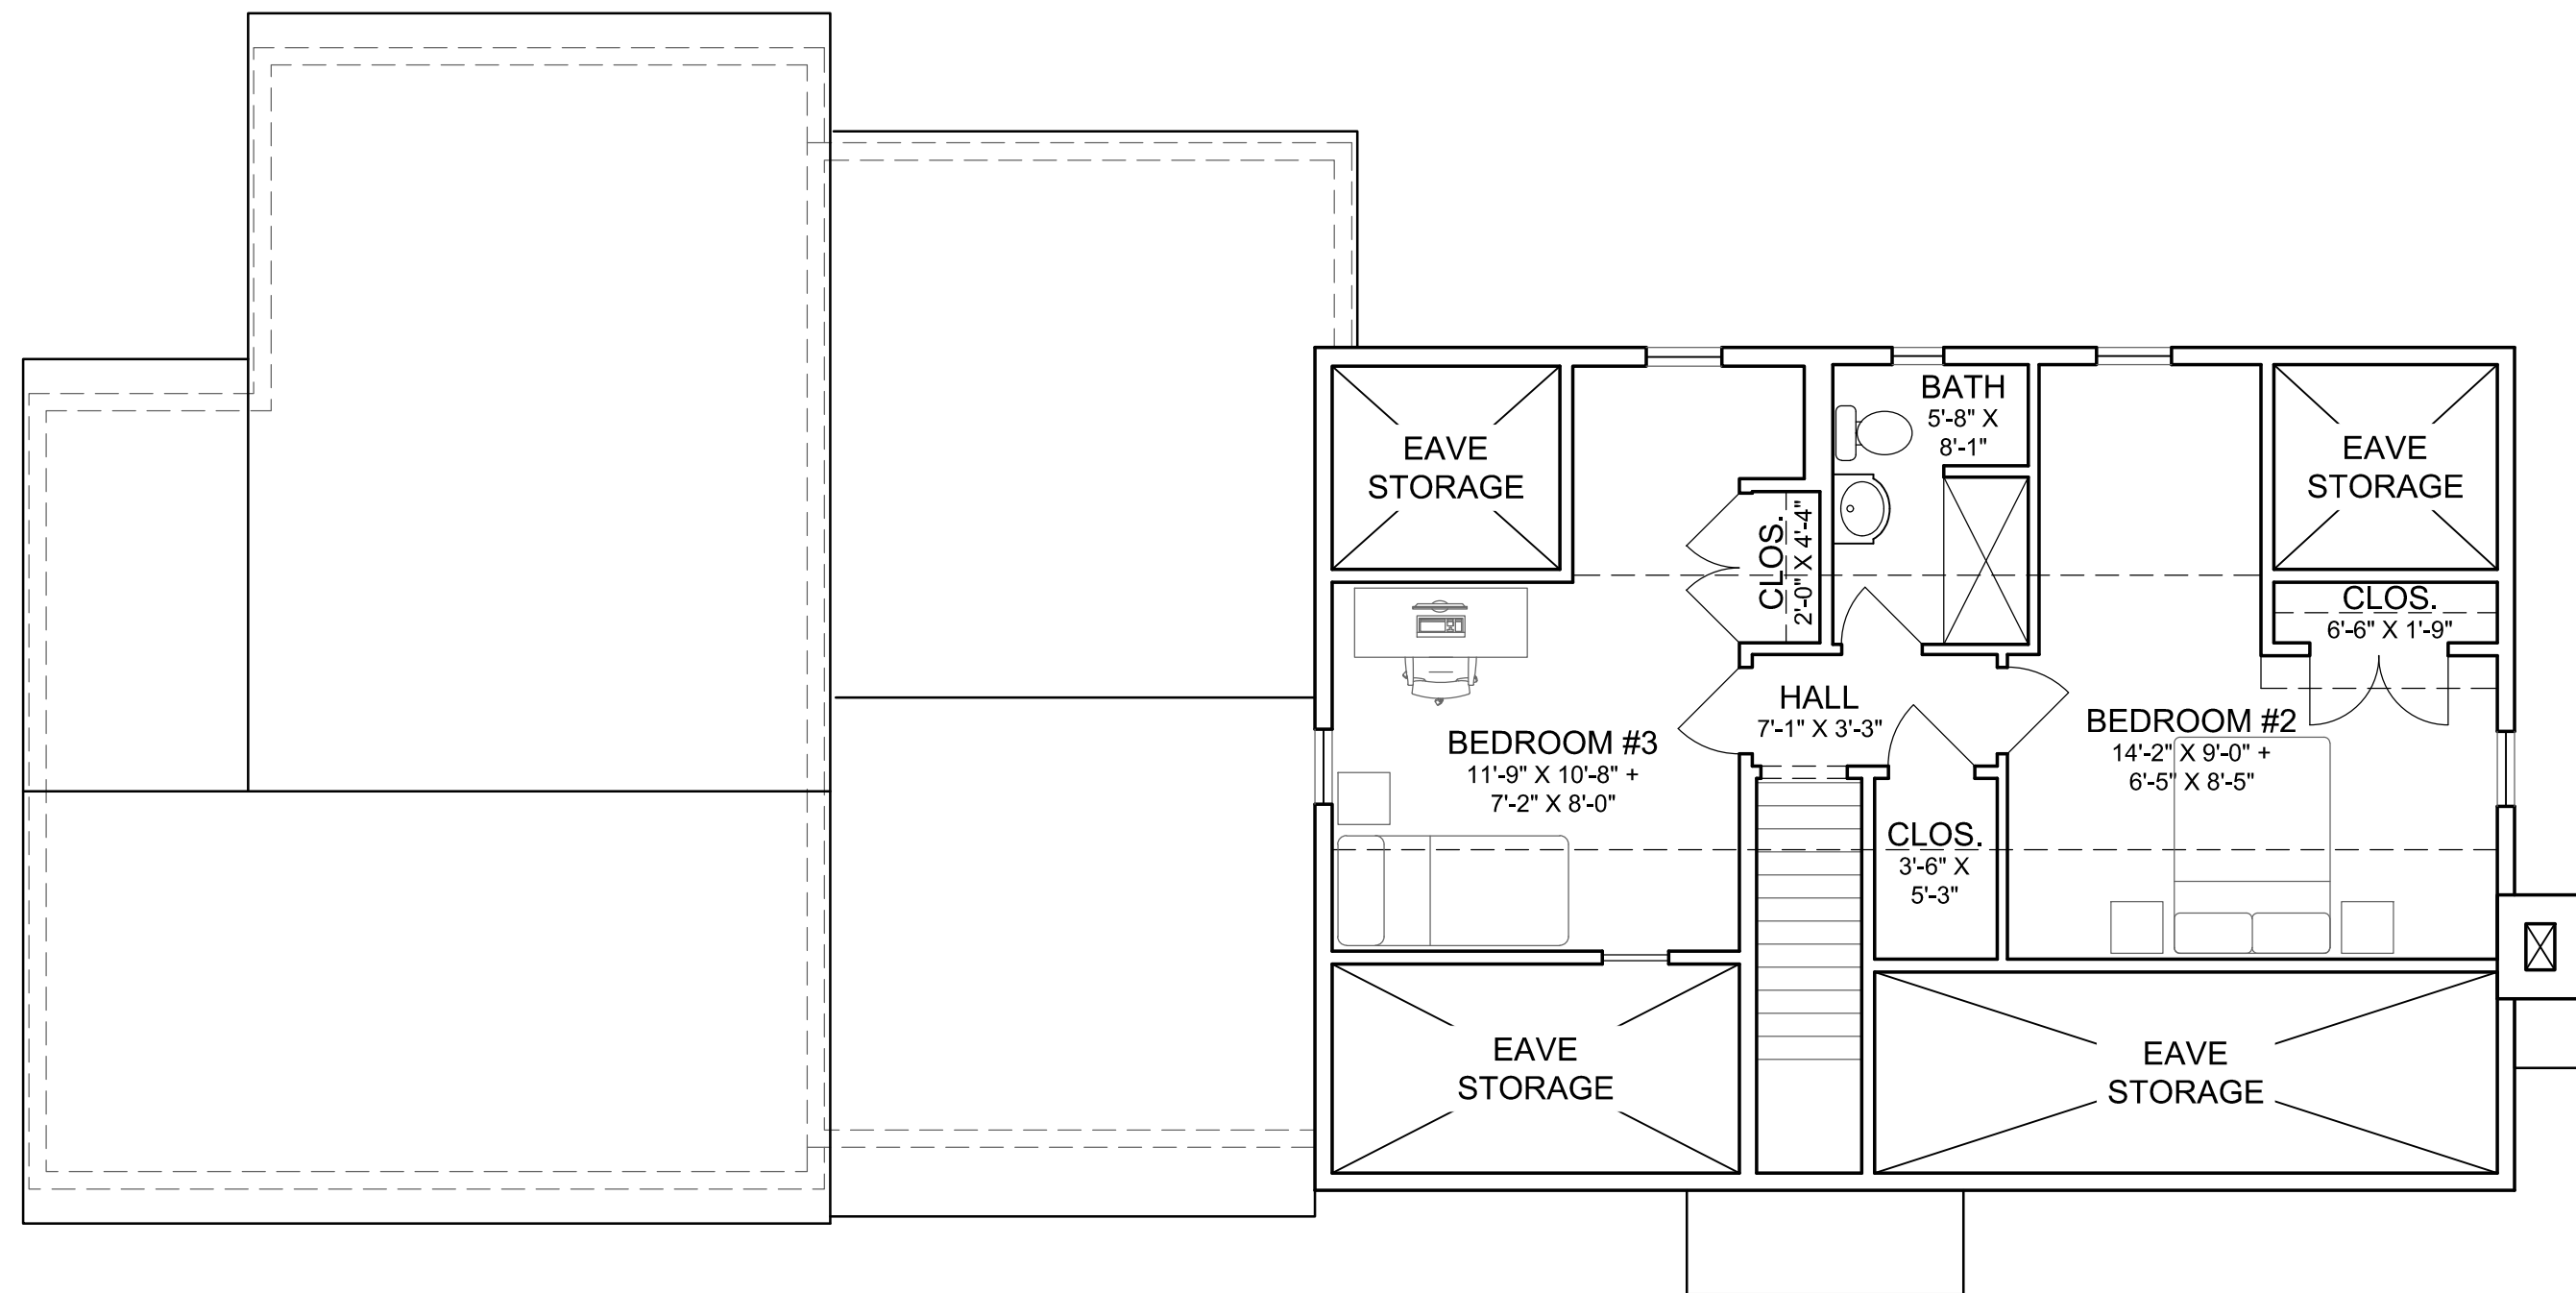 BATH
5'-8" X
8'-1"
EAVE
STORAGE
EAVE
STORAGE
CLOS.
2'-0" X 4'-4"
CLOS.
6'-6" X 1'-9"
HALL
7'-1" X 3'-3"
BEDROOM #3
11'-9" X 10'-8" +
7'-2" X 8'-0"
BEDROOM #2
14'-2" X 9'-0" +
6'-5" X 8'-5"
CLOS.
3'-6" X
5'-3"
EAVE
STORAGE
EAVE
STORAGE